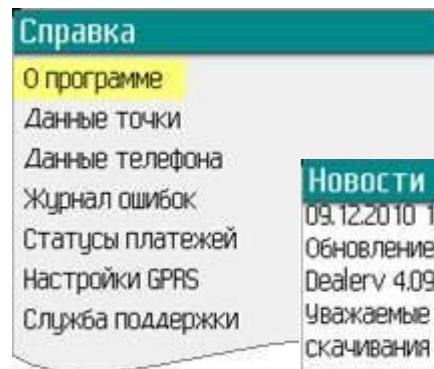 Справка
О программе
Данные точки
Данные телефона
Журнал ошибок
Статусы платежей
Настройки GPRS
Служба поддержки
Новости
09.12.2010 1
Обновление
Dealerv 4.09
Уважаемые
скачивания